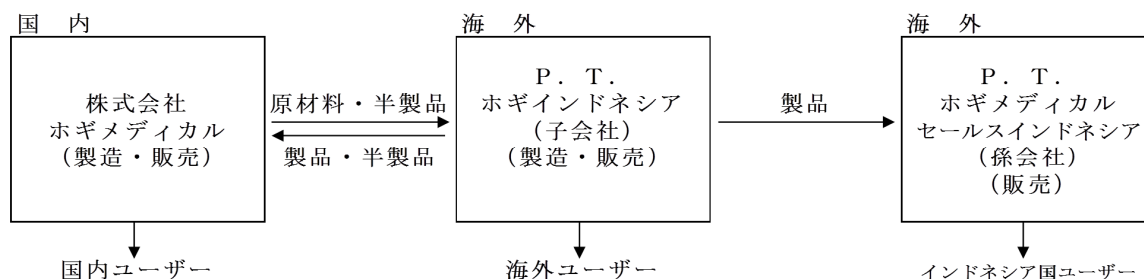 国　内
株式会社
ホギメディカル
（製造・販売）
国内ユーザー
原材料・半製品
製品・半製品
海　外
Ｐ．Ｔ．
ホギインドネシア
（子会社）
（製造・販売）
海外ユーザー
製品
海　外
Ｐ．Ｔ．
ホギメディカル
セールスインドネシア
（孫会社）
（販売）
インドネシア国ユーザー